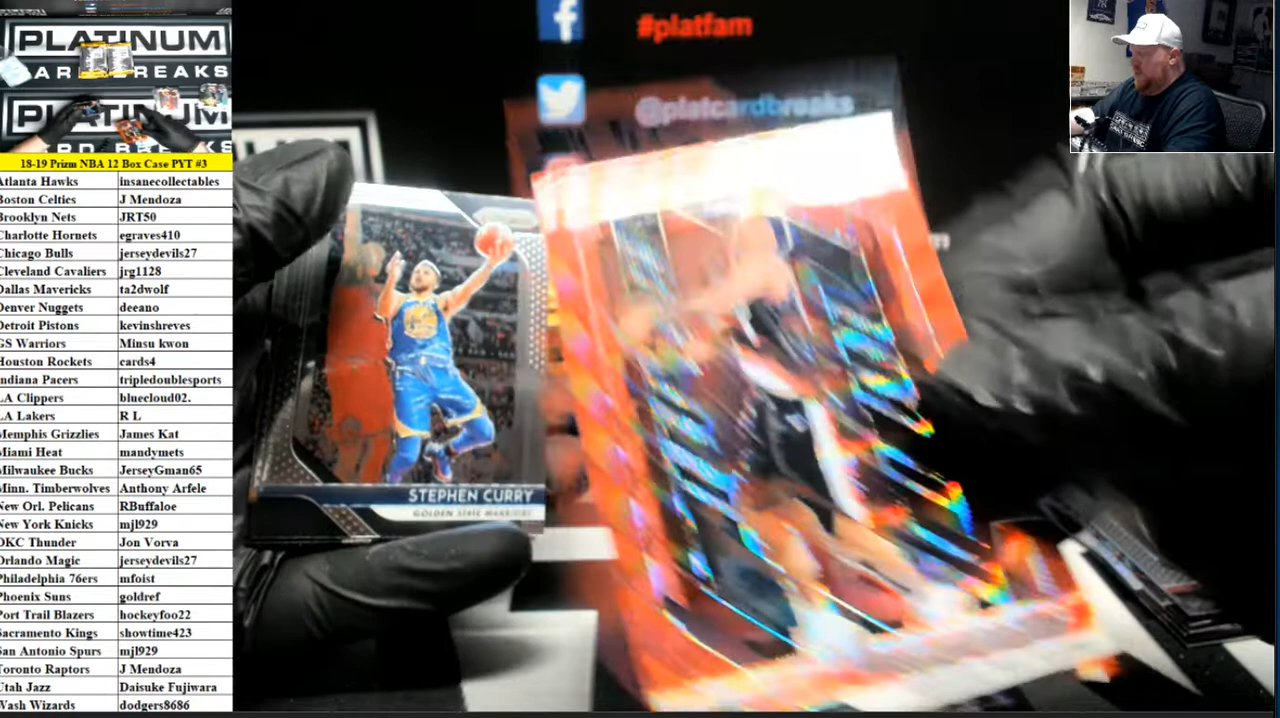 PLATINUM
ARD BREAKS
PLATINUM
#platfam
@platcardbreaks
18-19 Prizm NBA 12 Box Case PYT #3
Atlanta Hawks insanecollectables
Boston Celtics J Mendoza
Brooklyn Nets JRT50
Charlotte Hornets egraves410
Chicago Bulls jerseydevils27
Cleveland Cavaliers jrg1128
Dallas Mavericks ta2dwolf
Denver Nuggets deeano
Detroit Pistons kevinshreves
GS Warriors Minsu kwon
Houston Rockets cards4
Indiana Pacers tripledoublesports
LA Clippers bluecloud02.
LA Lakers R L
Memphis Grizzlies James Kat
Miami Heat mandymets
Milwaukee Bucks JerseyGman65
Minn. Timberwolves Anthony Arfele
New Orl. Pelicans RBuffaloe
New York Knicks mjl929
OKC Thunder Jon Vorva
Orlando Magic jerseydevils27
Philadelphia 76ers mfoist
Phoenix Suns goldref
Port Trail Blazers hockeyfoo22
Sacramento Kings showtime423
San Antonio Spurs mjl929
Toronto Raptors J Mendoza
Utah Jazz Daisuke Fujiwara
Wash Wizards dodgers8686
STEPHEN CURRY
GOLDEN STATE WARRIORS